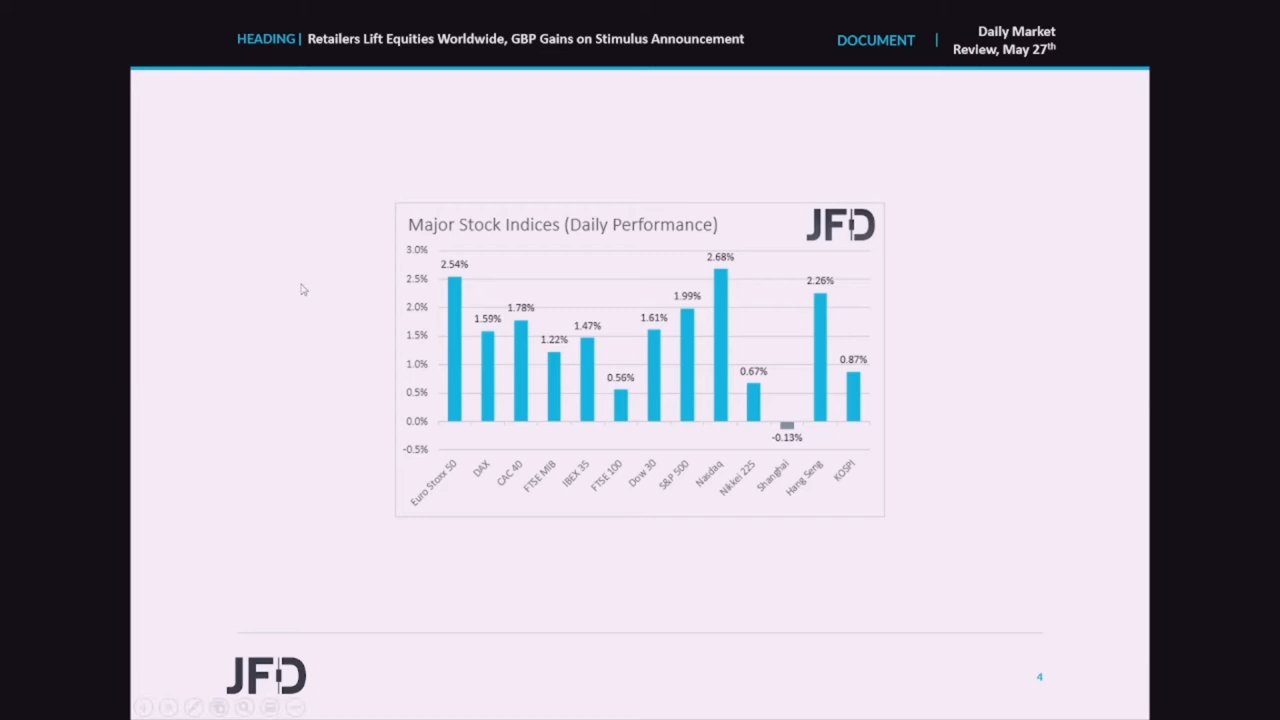 HEADING| Retailers Lift Equities Worldwide, GBP Gains on Stimulus Announcement
DOCUMENT |
Daily Market
Review, May 27th
Major Stock Indices (Daily Performance)
JFD
3.0%
2.5%
2.0%
1.5%
1.0%
0.5%
0.0%
-0.5%
2.54%
1.59%
1.78%
1.22%
1.47%
0.56%
1.61%
1.99%
2.68%
0.67%
-0.13%
2.26%
0.87%
Euro Stoxx 50
DAX
CAC 40
FTSE MIB
IBEX 35
FTSE 100
Dow 30
S&P 500
Nasdaq
Nikkei 225
Shanghai
Hang Seng
KOSPI
JFD
4